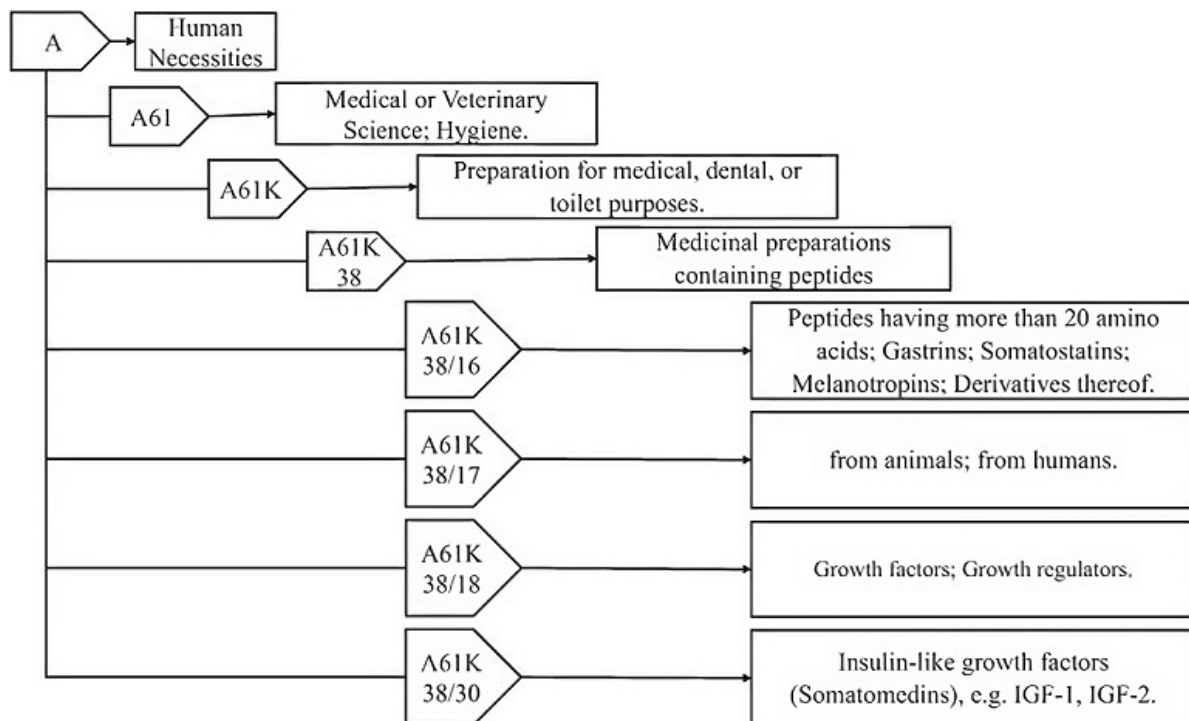 A
Human
Necessities
A61
Medical or Veterinary
Science; Hygiene.
A61K
Preparation for medical, dental, or
toilet purposes.
A61K
38
Medicinal preparations
containing peptides
A61K
38/16
Peptides having more than 20 amino
acids; Gastrins; Somatostatins;
Melanotropins; Derivatives thereof.
A61K
38/17
from animals; from humans.
A61K
38/18
Growth factors; Growth regulators.
A61K
38/30
Insulin-like growth factors
(Somatomedins), e.g. IGF-1, IGF-2.